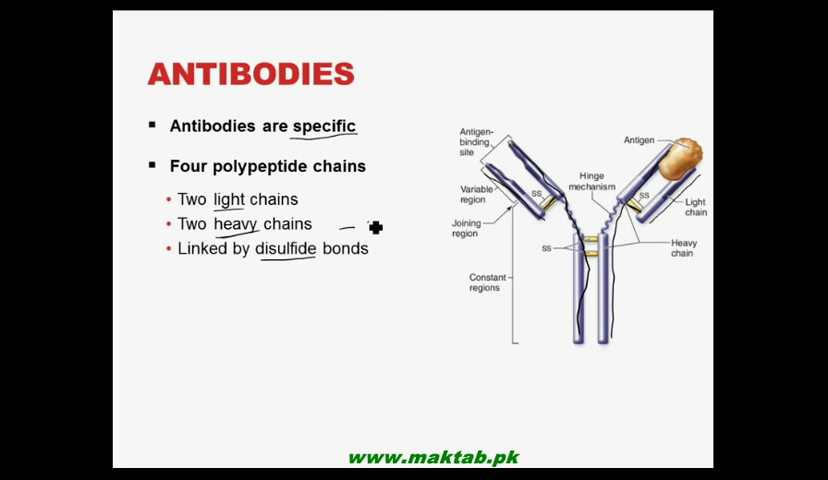 ANTIBODIES
Antibodies are specific
Four polypeptide chains
Two light chains
Two heavy chains
Linked by disulfide bonds
Antigen-
binding
site
Variable
region
Joining
region
Constant
regions
SS
SS
Hinge
mechanism
Antigen
SS
Light
chain
Heavy
chain
www.maktab.pk